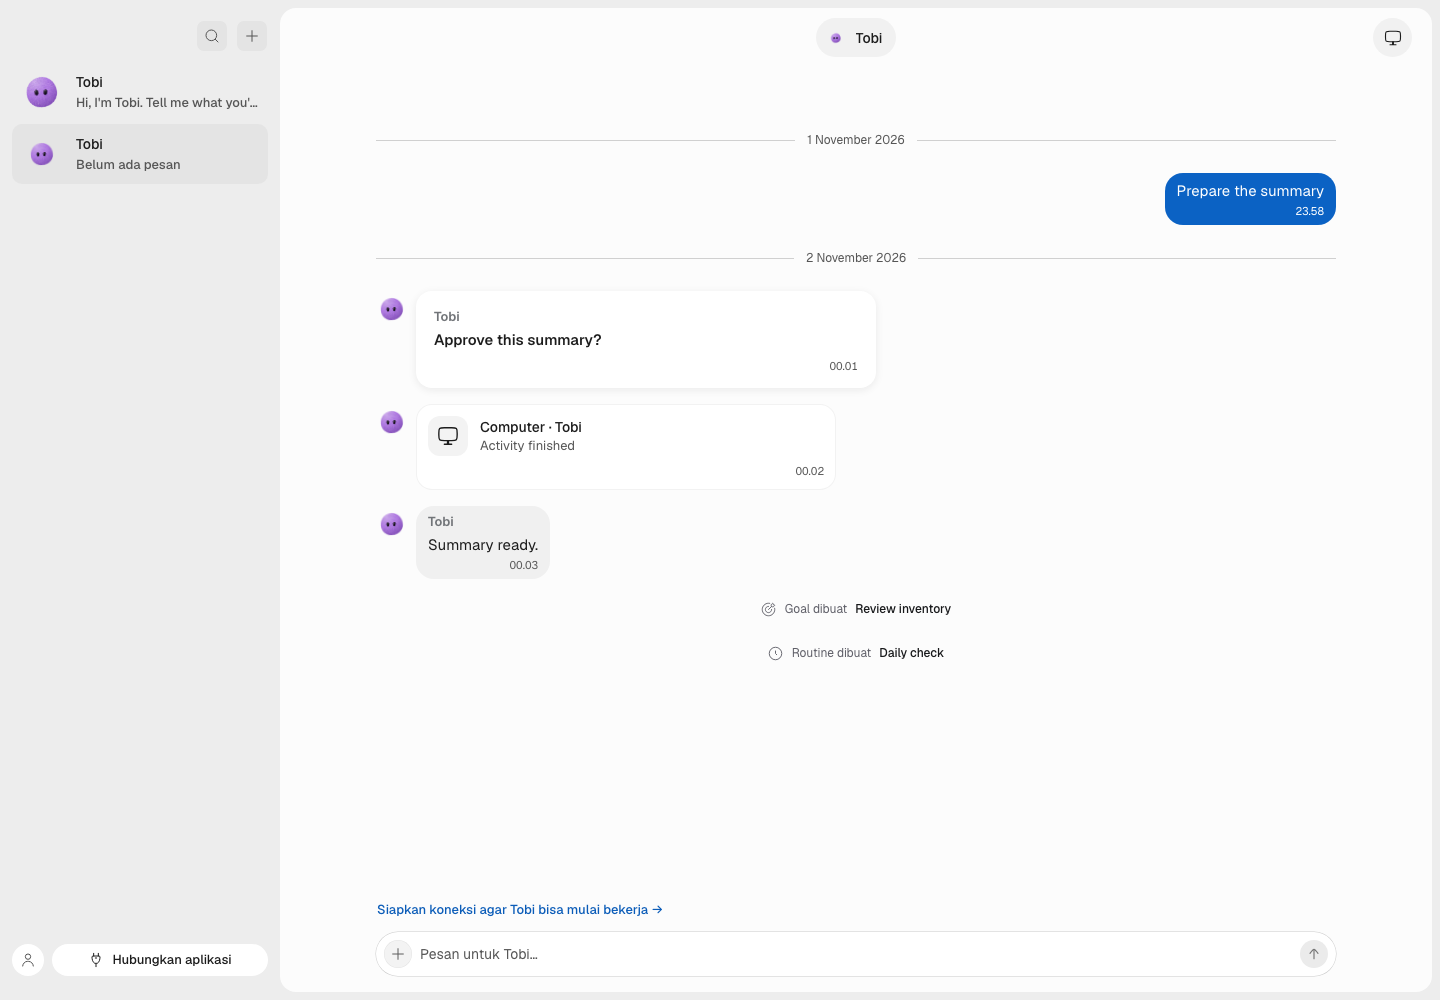 Tobi
Hi, I'm Tobi. Tell me what you'...
Tobi
Belum ada pesan
Hubungkan aplikasi
Tobi
1 November 2026
Prepare the summary
23.58
2 November 2026
Tobi
Approve this summary?
00.01
Computer · Tobi
Activity finished
00.02
Tobi
Summary ready.
00.03
Goal dibuat Review inventory
Routine dibuat Daily check
Siapkan koneksi agar Tobi bisa mulai bekerja →
Pesan untuk Tobi...